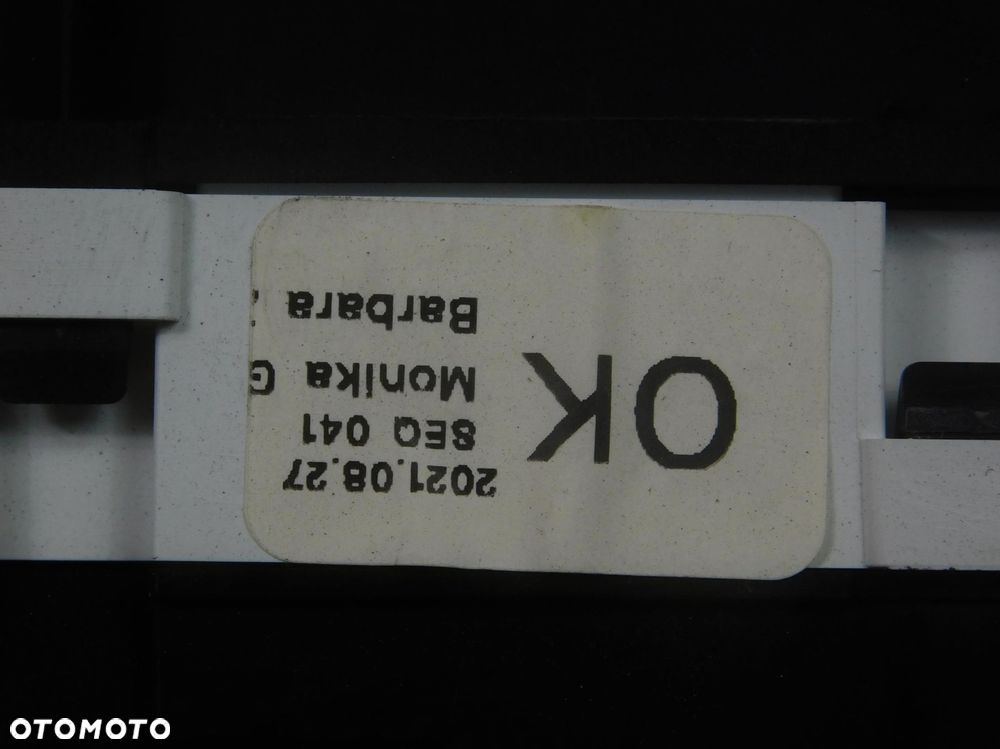 OK
2021.08.27
SEQ 041
Monika G
Barbara
OTOMOTO